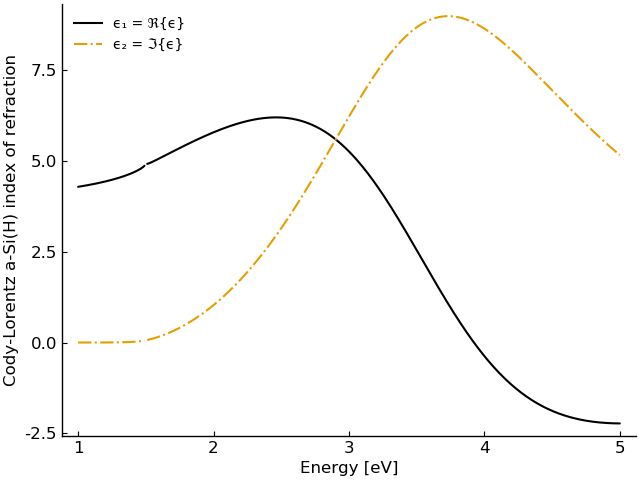 ϵ₁ = ℜ{ϵ}
ϵ₂ = ℑ{ϵ}
7.5
5.0
2.5
0.0
-2.5
1 2 3 4 5
Energy [eV]
Cody-Lorentz a-Si(H) index of refraction